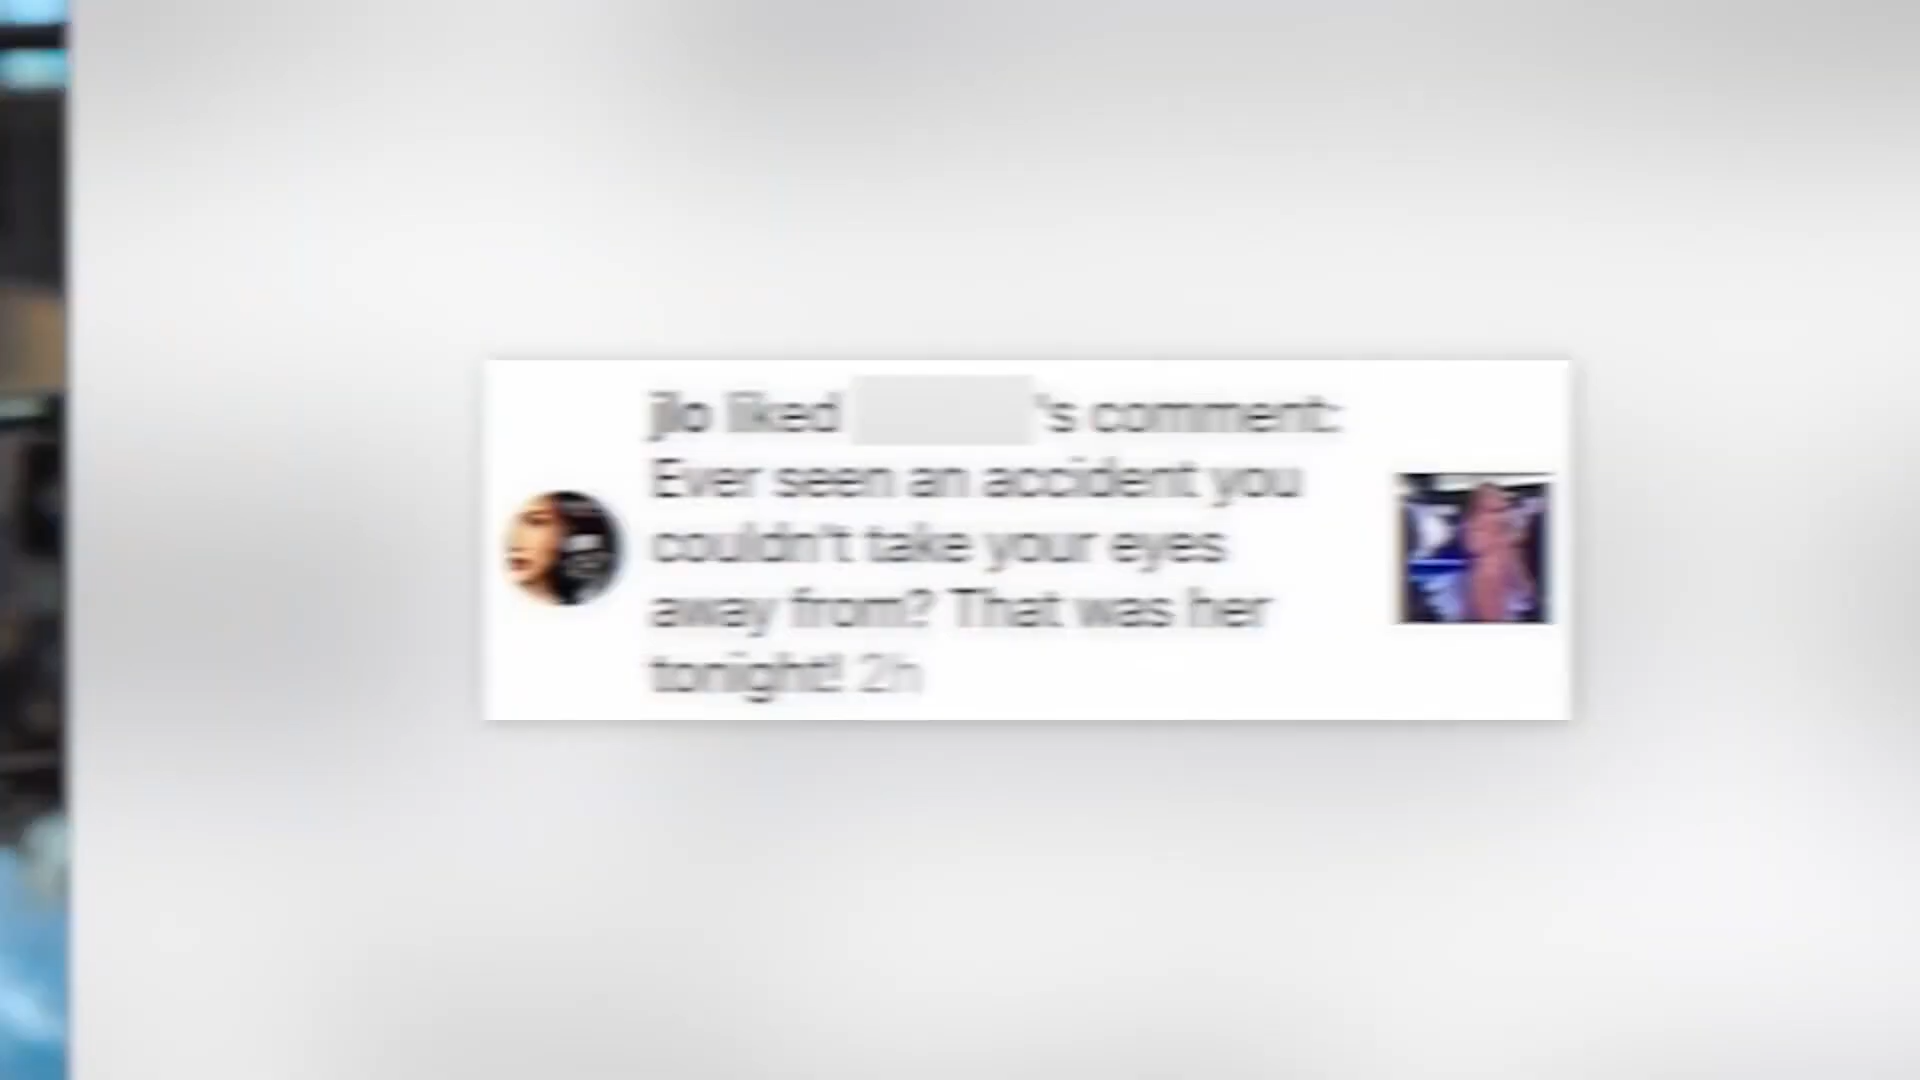 jlo liked 's comment:
Ever seen an accident you
couldn't take your eyes
away from? That was her
tonight! 2h